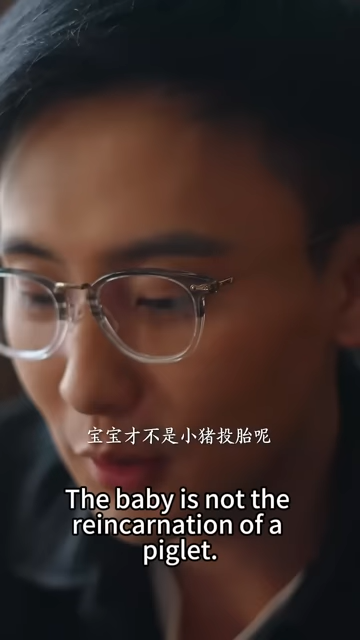 宝宝才不是小猪投胎呢
The baby is not the
reincarnation of a
piglet.